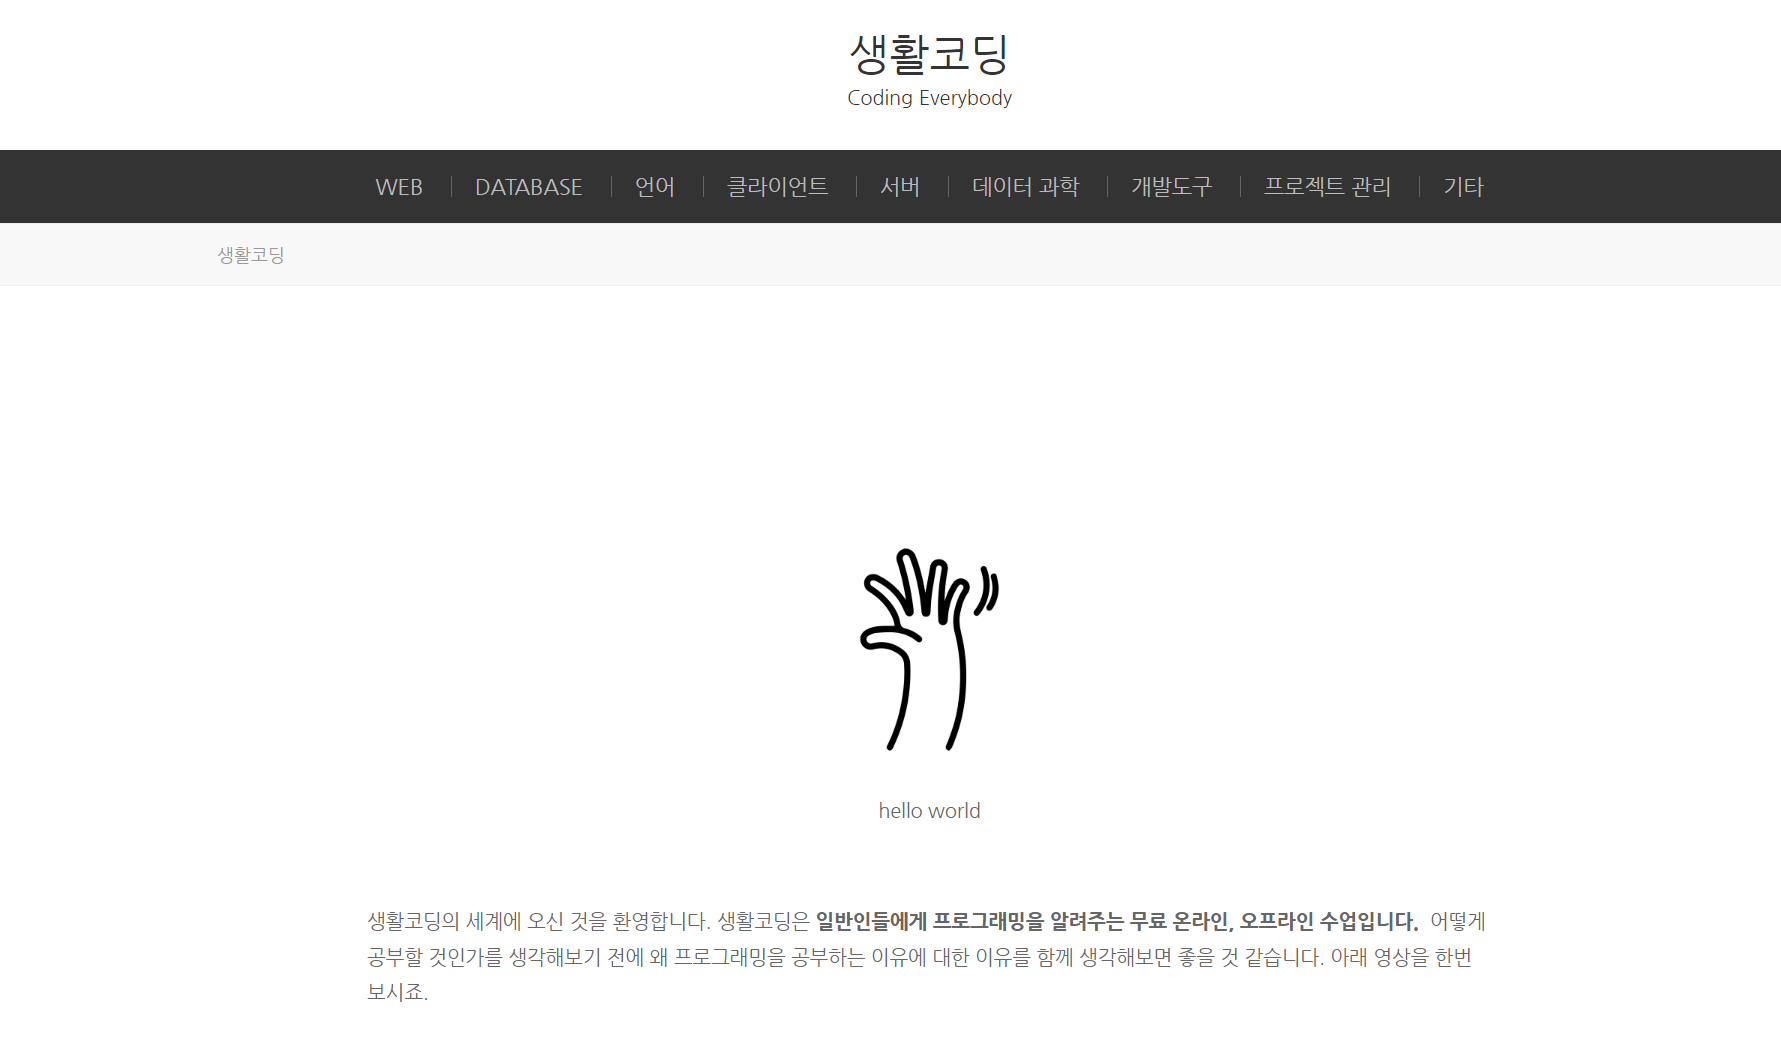 생활코딩
Coding Everybody
WEB DATABASE 언어 클라이언트 서버 데이터 과학 개발도구 프로젝트 관리 기타
생활코딩
hello world
생활코딩의 세계에 오신 것을 환영합니다. 생활코딩은 일반인들에게 프로그래밍을 알려주는 무료 온라인, 오프라인 수업입니다. 어떻게
공부할 것인가를 생각해보기 전에 왜 프로그래밍을 공부하는 이유에 대한 이유를 함께 생각해보면 좋을 것 같습니다. 아래 영상을 한번
보시죠.